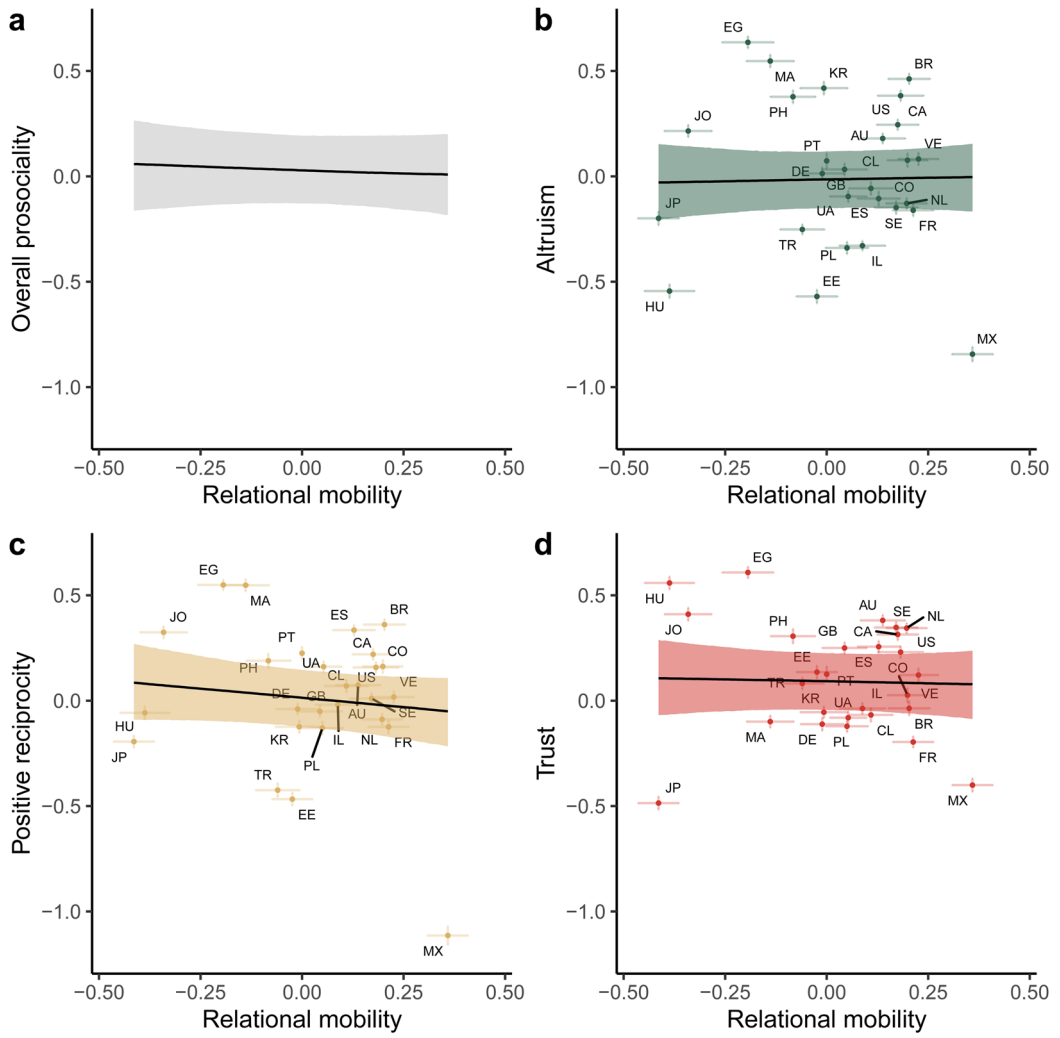 a
0.5
0.0
−0.5
−1.0
Overall prosociality
−0.50 −0.25 0.00 0.25 0.50
Relational mobility
b
0.5
0.0
−0.5
−1.0
Altruism
EG
MA
PH
KR
BR
US
CA
JO
AU
PT
CL
VE
DE
GB
CO
NL
JP
UA
ES
SE
FR
TR
PL
IL
EE
HU
MX
−0.50 −0.25 0.00 0.25 0.50
Relational mobility
c
0.5
0.0
−0.5
−1.0
Positive reciprocity
EG
MA
JO
ES
BR
PT
CA
CO
PH
UA
CL
US
VE
DE
GB
AU
SE
HU
KR
IL
NL
FR
JP
PL
TR
EE
MX
−0.50 −0.25 0.00 0.25 0.50
Relational mobility
d
0.5
0.0
−0.5
−1.0
Trust
EG
HU
JO
AU
SE
NL
PH
GB
CA
US
EE
ES
TR
PT
CO
KR
UA
IL
VE
MA
DE
PL
CL
BR
FR
JP
MX
−0.50 −0.25 0.00 0.25 0.50
Relational mobility